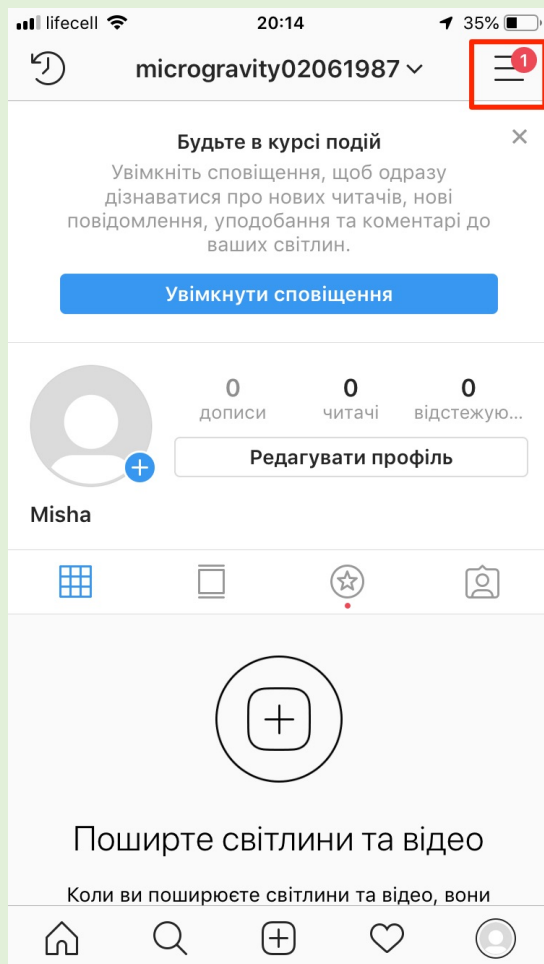 lifecell 20:14 35%
microgravity02061987
1
Будьте в курсі подій
Увімкніть сповіщення, щоб одразу
дізнаватися про нових читачів, нові
повідомлення, уподобання та коментарі до
ваших світлин.
Увімкнути сповіщення
0 0 0
дописи читачі відстежую...
Редагувати профіль
Misha
Поширте світлини та відео
Коли ви поширюєте світлини та відео, вони